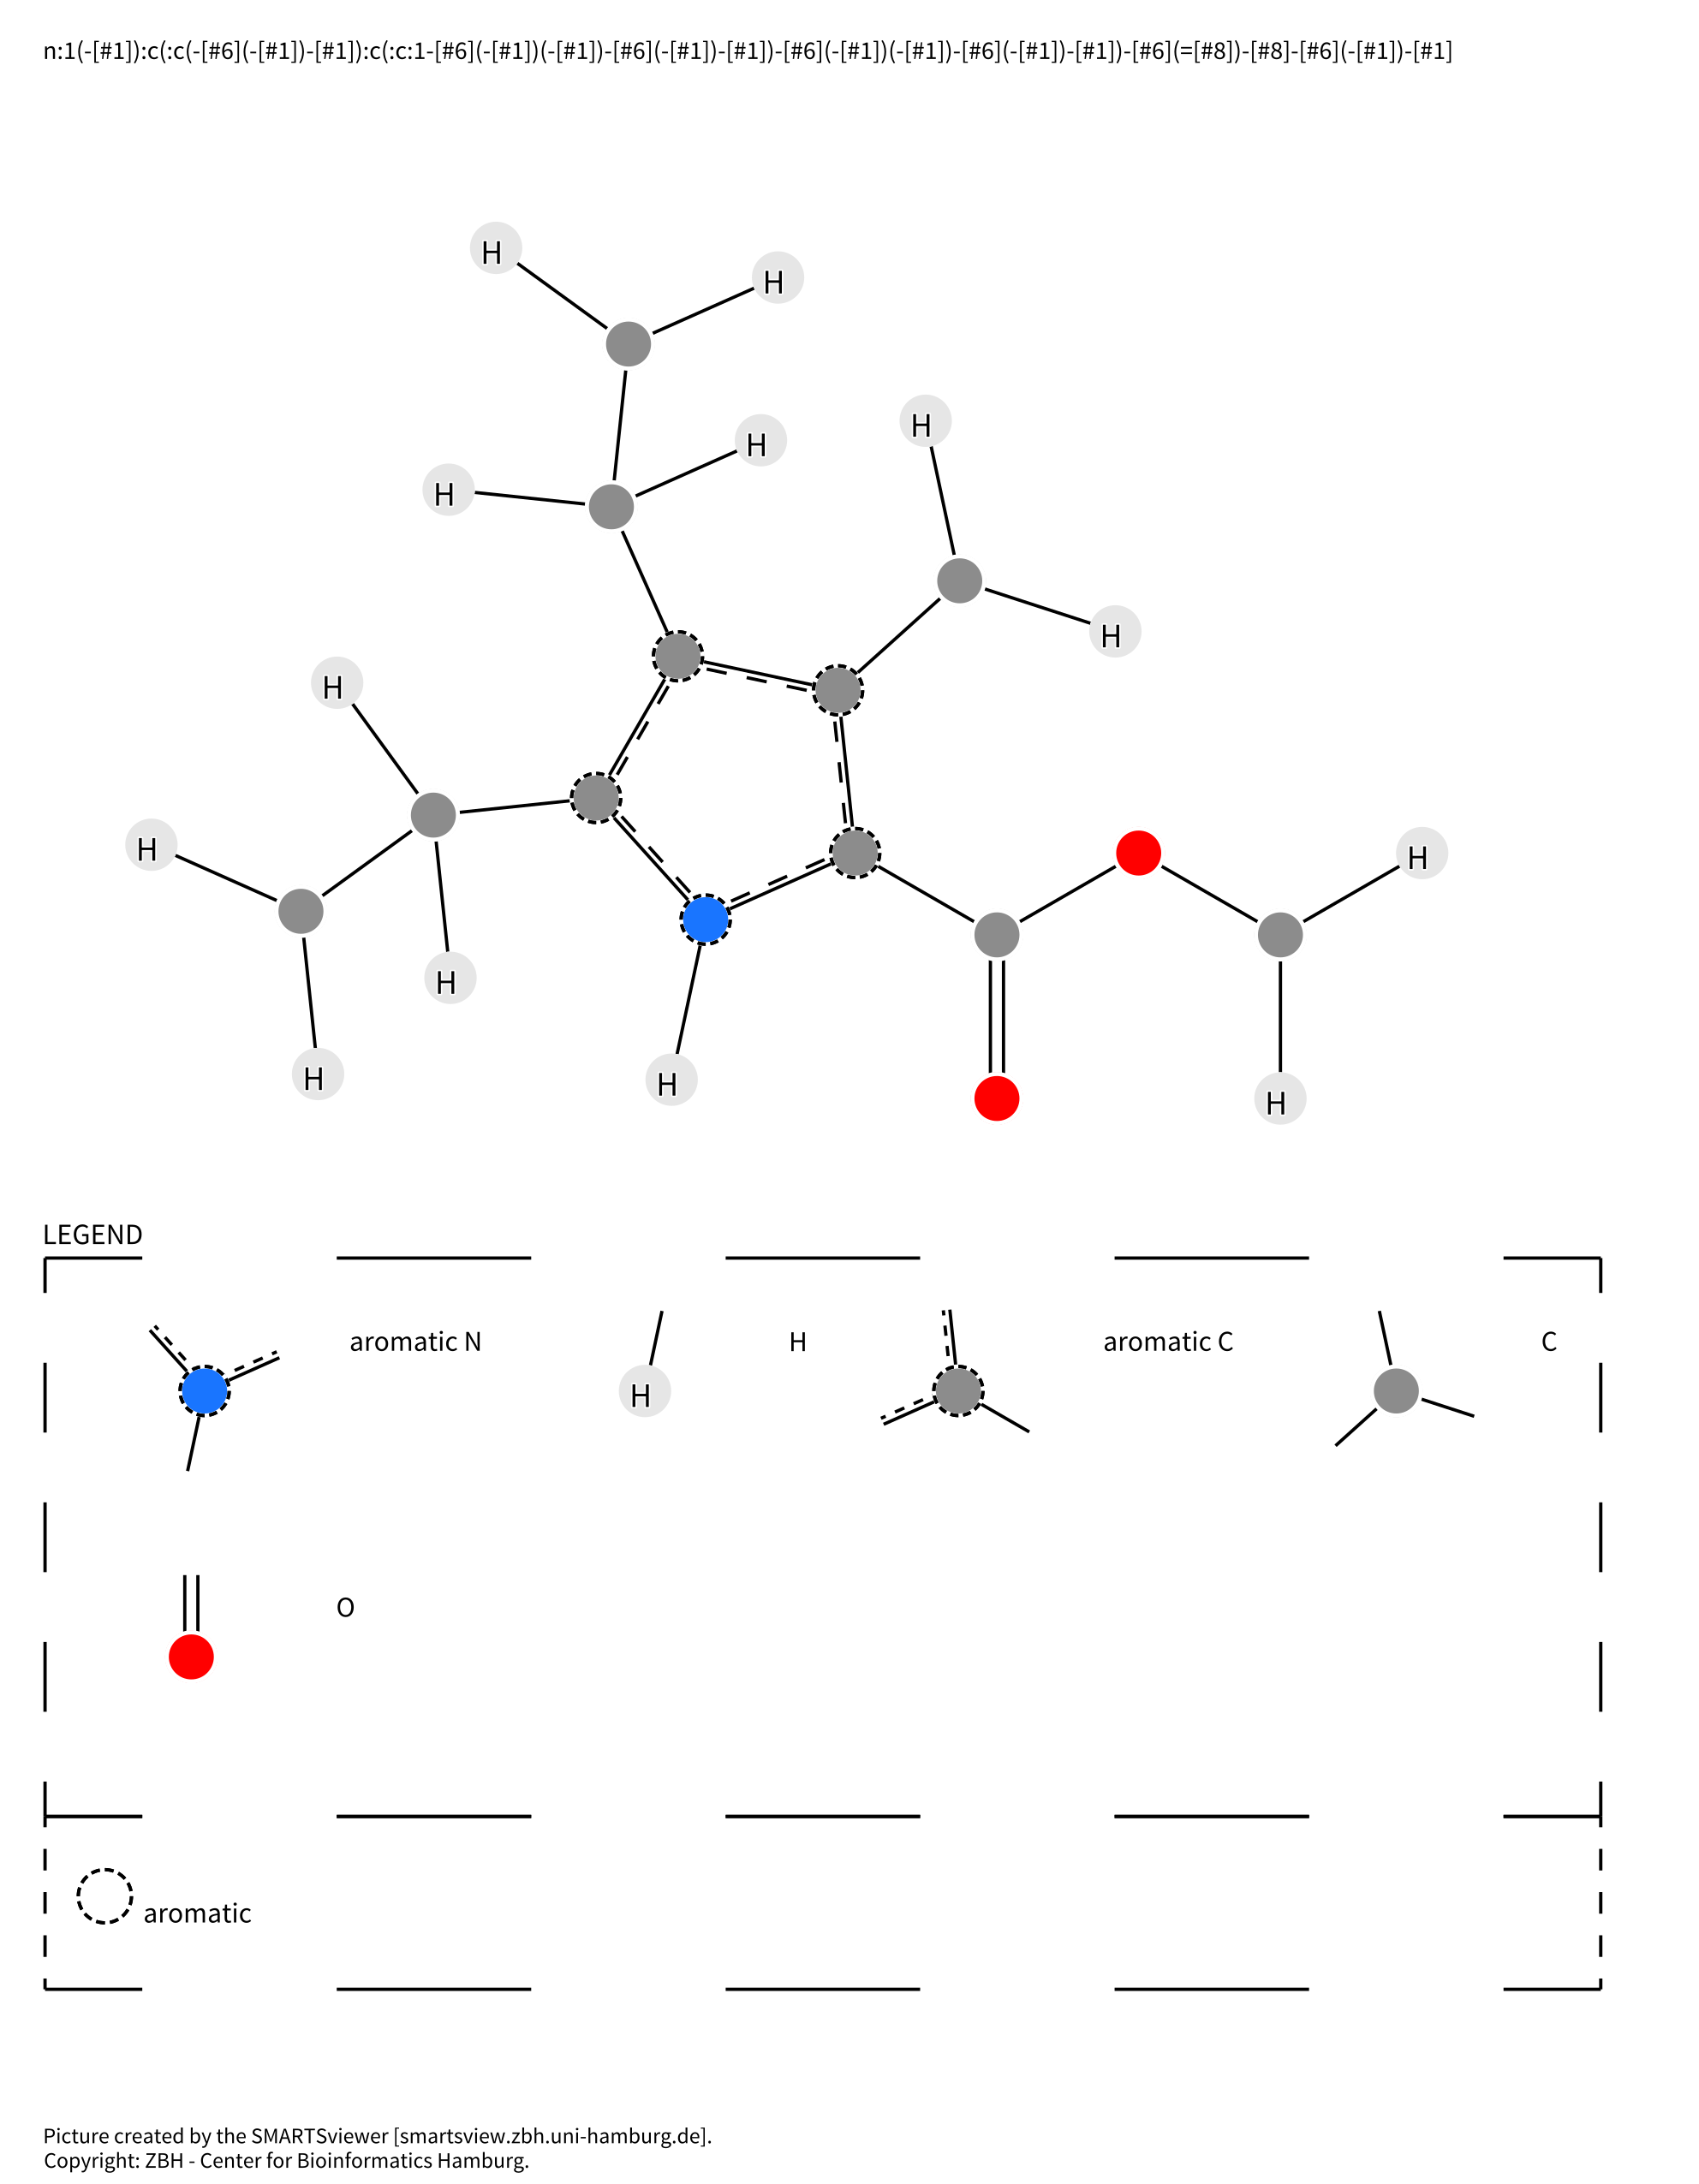 n:1(-[#1]):c(:c(-[#6](-[#1])-[#1]):c(:c:1-[#6](-[#1])(-[#1])-[#6](-[#1])-[#1])-[#6](-[#1])(-[#1])-[#6](-[#1])-[#1])-[#6](=[#8])-[#8]-[#6](-[#1])-[#1]
H
H
H
H
H
H
H
H
H
H
H
H
H
LEGEND
aromatic N
H
H
aromatic C
C
O
aromatic
Picture created by the SMARTSviewer [smartsview.zbh.uni-hamburg.de].
Copyright: ZBH - Center for Bioinformatics Hamburg.